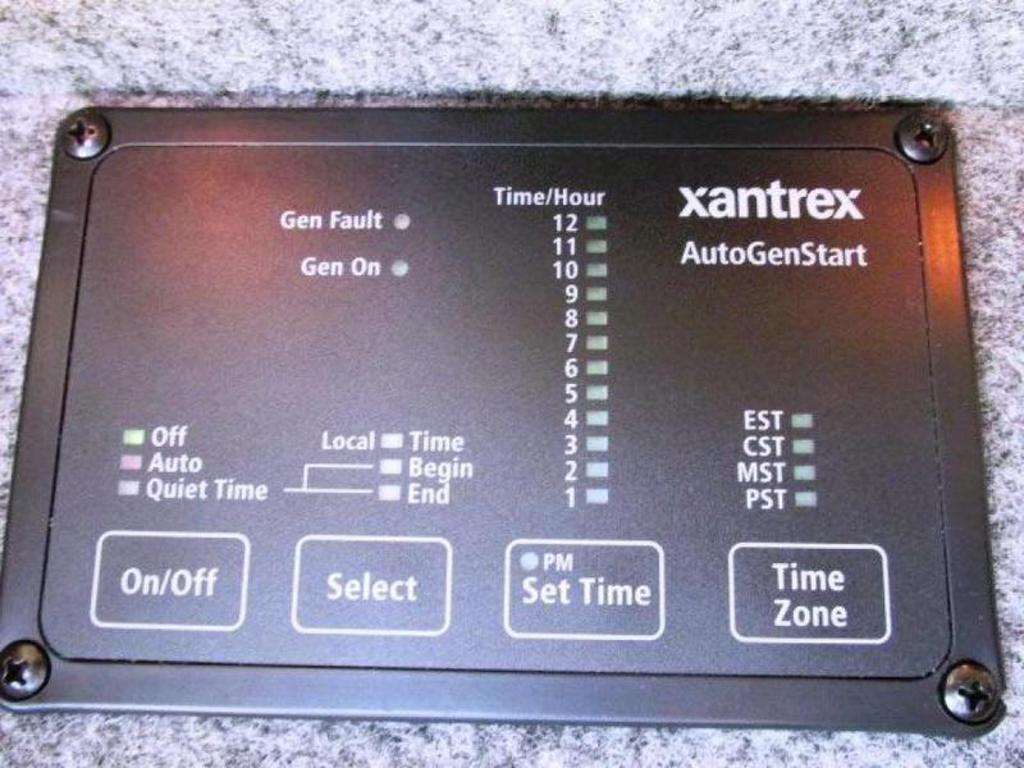 xantrex
AutoGenStart
Gen Fault
Gen On
Time/Hour
12
11
10
9
8
7
6
5
4
3
2
1
Off
Auto
Quiet Time
Local Time
Begin
End
EST
CST
MST
PST
On/Off
Select
PM
Set Time
Time
Zone